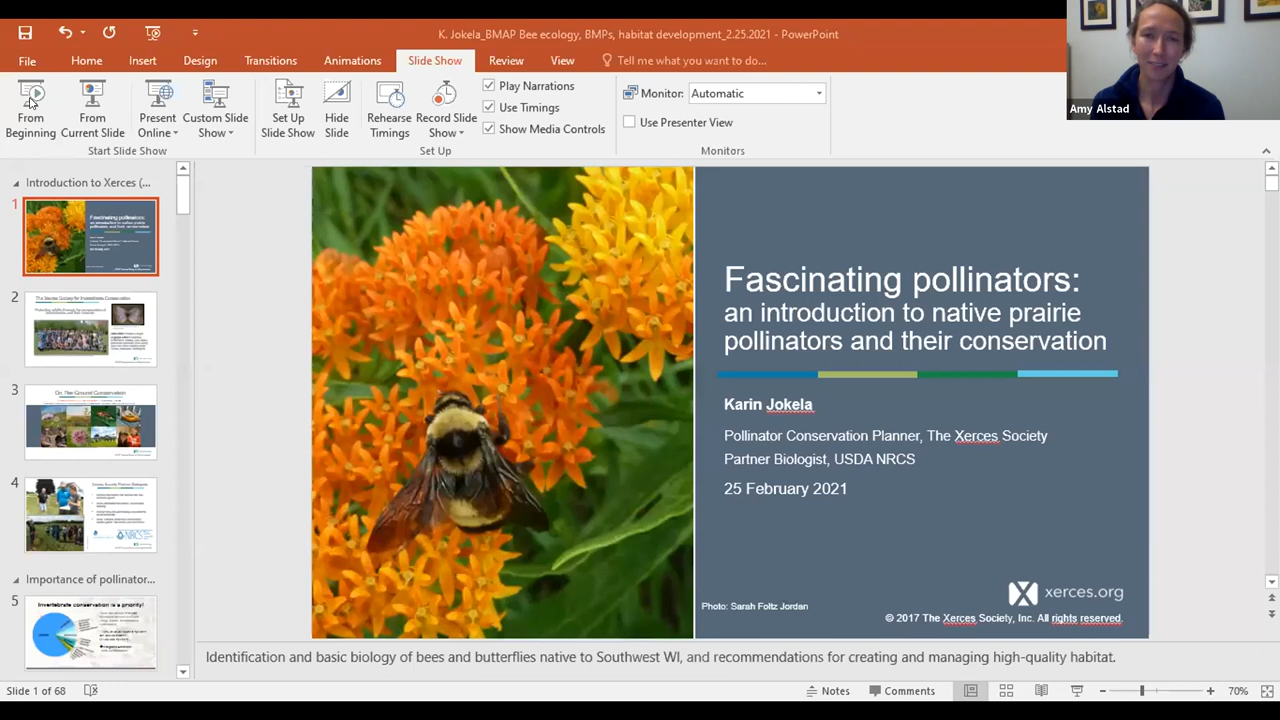 K. Jokela_BMAP Bee ecology, BMPs, habitat development_2.25.2021 - PowerPoint
File Home Insert Design Transitions Animations Slide Show Review View Tell me what you want to do...
From Beginning
From Current Slide
Present Online
Custom Slide Show
Set Up Slide Show
Hide Slide
Rehearse Timings
Record Slide Show
Play Narrations
Use Timings
Show Media Controls
Monitor: Automatic
Use Presenter View
Start Slide Show
Set Up
Monitors
Amy Alstad
Introduction to Xerces (...
1
2
3
4
Importance of pollinator...
5
Invertebrate conservation is a priority!
Fascinating pollinators:
an introduction to native prairie
pollinators and their conservation
Karin Jokela
Pollinator Conservation Planner, The Xerces Society
Partner Biologist, USDA NRCS
25 February 2021
xerces.org
Photo: Sarah Foltz Jordan
© 2017 The Xerces Society, Inc. All rights reserved.
Identification and basic biology of bees and butterflies native to Southwest WI, and recommendations for creating and managing high-quality habitat.
Slide 1 of 68
Notes
Comments
70%